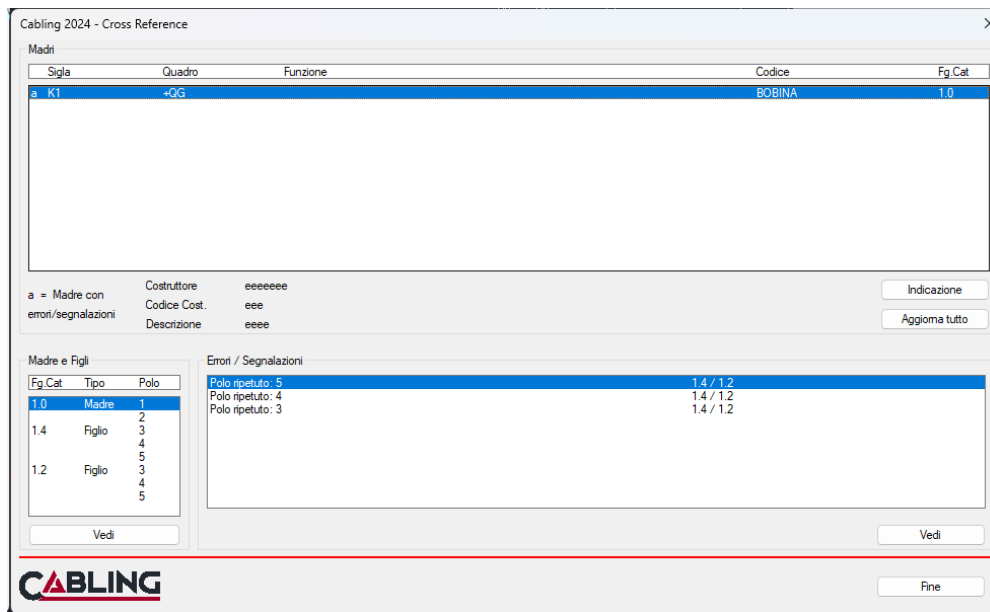 Cabling 2024 - Cross Reference
Madri
Sigla Quadro Funzione Codice Fg.Cat
a K1 +QG BOBINA 1.0
a = Madre con
errori/segnalazioni
Costruttore eeeeeee
Codice Cost. eee
Descrizione eeee
Indicazione
Aggiorna tutto
Madre e Figli
Fg.Cat Tipo Polo
1.0 Madre 1
2
1.4 Figlio 3
4
5
1.2 Figlio 3
4
5
Vedi
Errori / Segnalazioni
Polo ripetuto: 5 1.4 / 1.2
Polo ripetuto: 4 1.4 / 1.2
Polo ripetuto: 3 1.4 / 1.2
Vedi
CABLING
Fine